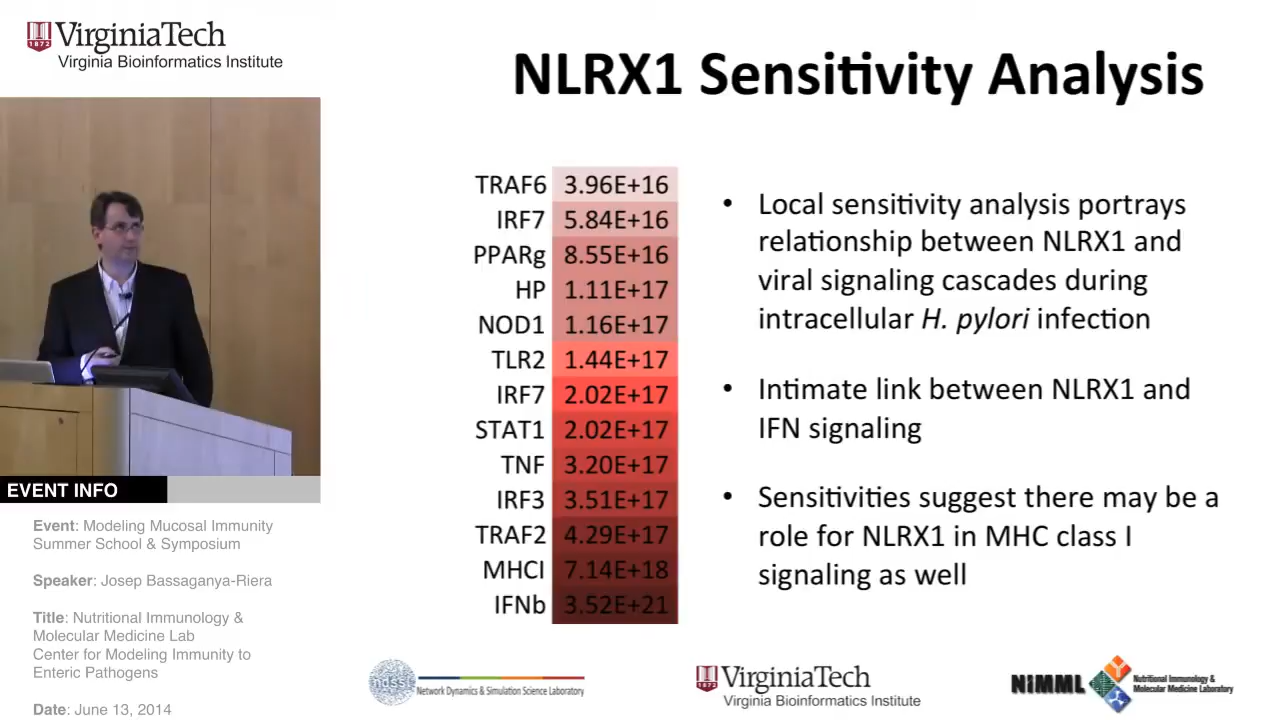 VirginiaTech
1872
Virginia Bioinformatics Institute
NLRX1 Sensitivity Analysis
TRAF6 3.96E+16
IRF7 5.84E+16
PPARg 8.55E+16
HP 1.11E+17
NOD1 1.16E+17
TLR2 1.44E+17
IRF7 2.02E+17
STAT1 2.02E+17
TNF 3.20E+17
IRF3 3.51E+17
TRAF2 4.29E+17
MHCI 7.14E+18
IFNb 3.52E+21
• Local sensitivity analysis portrays
relationship between NLRX1 and
viral signaling cascades during
intracellular H. pylori infection
• Intimate link between NLRX1 and
IFN signaling
• Sensitivities suggest there may be a
role for NLRX1 in MHC class I
signaling as well
EVENT INFO
Event: Modeling Mucosal Immunity
Summer School & Symposium
Speaker: Josep Bassaganya-Riera
Title: Nutritional Immunology &
Molecular Medicine Lab
Center for Modeling Immunity to
Enteric Pathogens
Date: June 13, 2014
ndssl
Network Dynamics & Simulation Science Laboratory
VirginiaTech
1872
Virginia Bioinformatics Institute
NIMML
Nutritional Immunology &
Molecular Medicine Laboratory